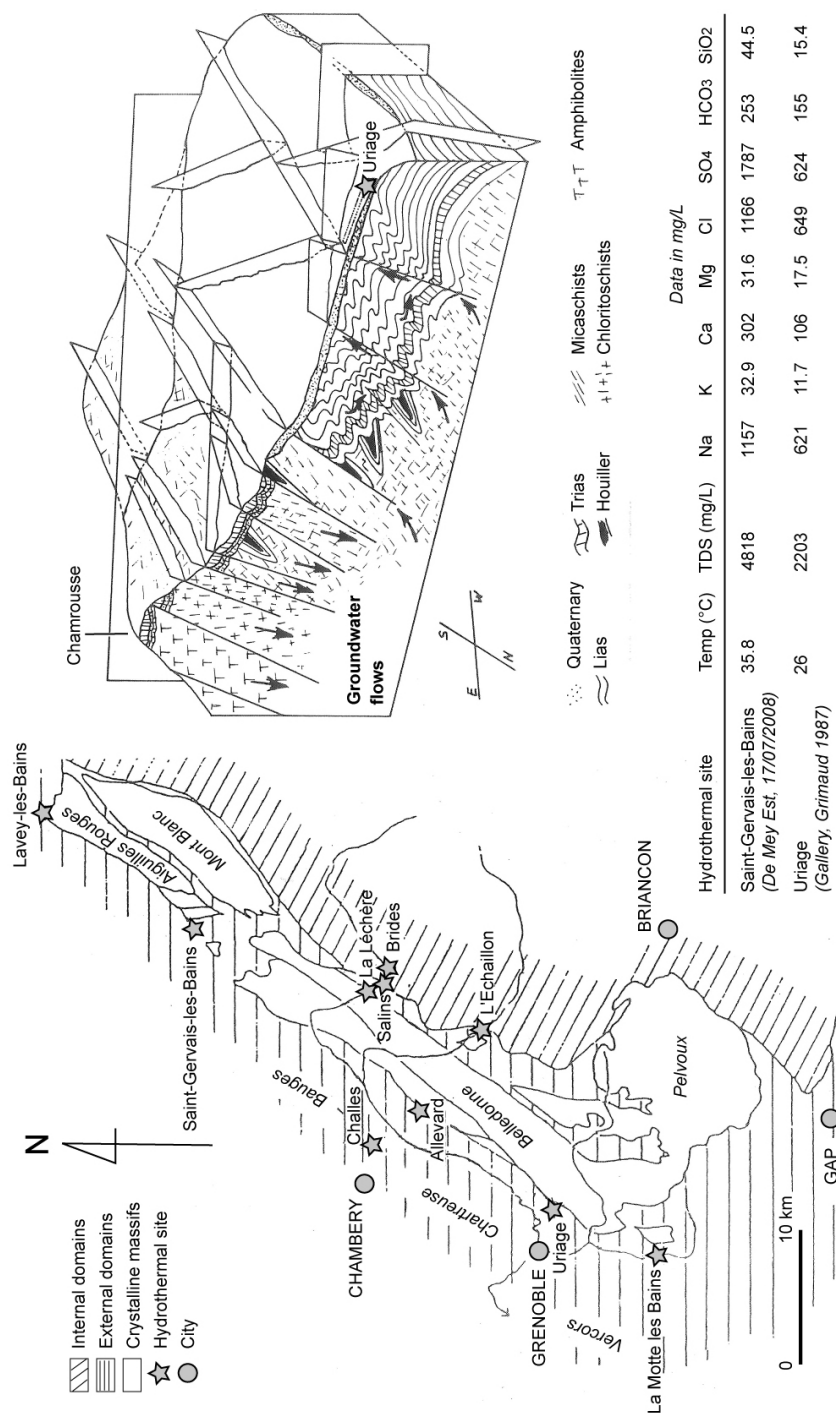 N
Internal domains
External domains
Crystalline massifs
Hydrothermal site
City
Lavey-les-Bains
Aiguilles Rouges
Mont Blanc
Saint-Gervais-les-Bains
Bauges
La Léchère
Salins
Brides
CHAMBERY
Challes
Allevard
L'Echaillon
Chartreuse
Belledonne
GRENOBLE
Uriage
BRIANCON
Pelvoux
Vercors
La Motte les Bains
GAP
0 10 km
Chamrousse
Uriage
Groundwater
flows
S
E W
N
Quaternary Trias Micaschists Amphibolites
Lias Houiller Chloritoschists
Data in mg/L
Hydrothermal site Temp (°C) TDS (mg/L) Na K Ca Mg Cl SO4 HCO3 SiO2
Saint-Gervais-les-Bains 35.8 4818 1157 32.9 302 31.6 1166 1787 253 44.5
(De Mey Est, 17/07/2008)
Uriage 26 2203 621 11.7 106 17.5 649 624 155 15.4
(Gallery, Grimaud 1987)